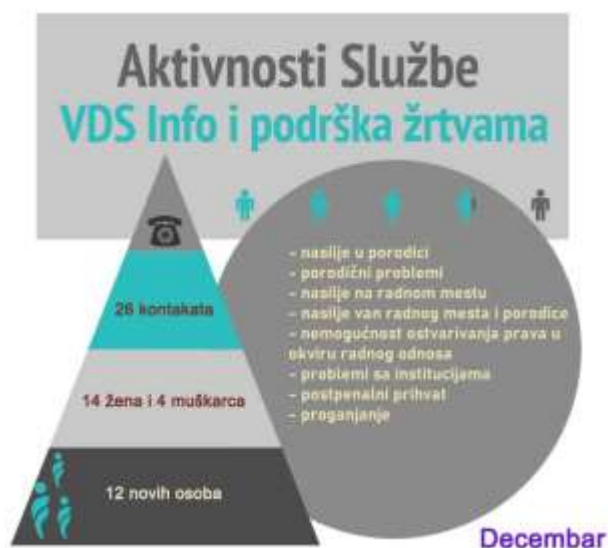 Aktivnosti Službe
VDS Info i podrška žrtvama
26 kontakata
14 žena i 4 muškarca
12 novih osoba
- nasilje u porodici
- porodični problemi
- nasilje na radnom mestu
- nasilje van radnog mesta i porodice
- nemogućnost ostvarivanja prava u
okviru radnog odnosa
- problemi sa institucijama
- postpenalni prihvat
- proganjanje
Decembar